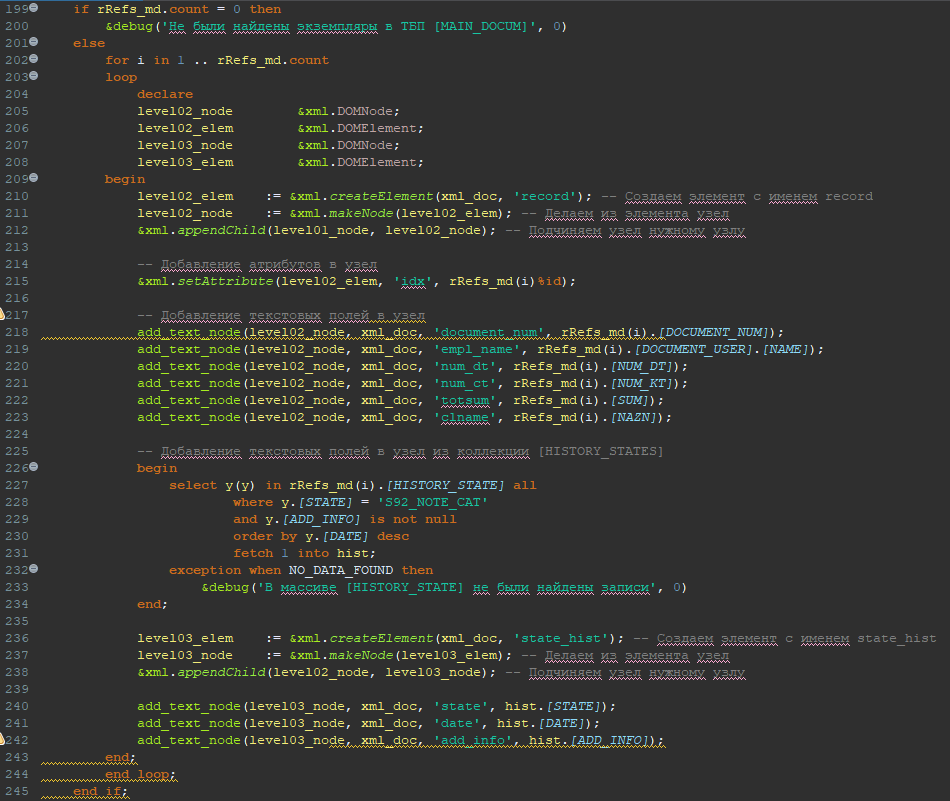 199 if rRefs_md.count = 0 then
200 &debug('Не были найдены экземпляры в ТБП [MAIN_DOCUM]', 0)
201 else
202 for i in 1 .. rRefs_md.count
203 loop
204 declare
205 level02_node &xml.DOMNode;
206 level02_elem &xml.DOMElement;
207 level03_node &xml.DOMNode;
208 level03_elem &xml.DOMElement;
209 begin
210 level02_elem := &xml.createElement(xml_doc, 'record'); -- Создаем элемент с именем record
211 level02_node := &xml.makeNode(level02_elem); -- Делаем из элемента узел
212 &xml.appendChild(level01_node, level02_node); -- Подчиняем узел нужному узлу
213
214 -- Добавление атрибутов в узел
215 &xml.setAttribute(level02_elem, 'idx', rRefs_md(i)%id);
216
217 -- Добавление текстовых полей в узел
218 add_text_node(level02_node, xml_doc, 'document_num', rRefs_md(i).[DOCUMENT_NUM]);
219 add_text_node(level02_node, xml_doc, 'empl_name', rRefs_md(i).[DOCUMENT_USER].[NAME]);
220 add_text_node(level02_node, xml_doc, 'num_dt', rRefs_md(i).[NUM_DT]);
221 add_text_node(level02_node, xml_doc, 'num_ct', rRefs_md(i).[NUM_KT]);
222 add_text_node(level02_node, xml_doc, 'totsum', rRefs_md(i).[SUM]);
223 add_text_node(level02_node, xml_doc, 'clname', rRefs_md(i).[NAZN]);
224
225 -- Добавление текстовых полей в узел из коллекции [HISTORY_STATES]
226 begin
227 select y(y) in rRefs_md(i).[HISTORY_STATE] all
228 where y.[STATE] = 'S92_NOTE_CAT'
229 and y.[ADD_INFO] is not null
230 order by y.[DATE] desc
231 fetch 1 into hist;
232 exception when NO_DATA_FOUND then
233 &debug('В массиве [HISTORY_STATE] не были найдены записи', 0)
234 end;
235
236 level03_elem := &xml.createElement(xml_doc, 'state_hist'); -- Создаем элемент с именем state_hist
237 level03_node := &xml.makeNode(level03_elem); -- Делаем из элемента узел
238 &xml.appendChild(level02_node, level03_node); -- Подчиняем узел нужному узлу
239
240 add_text_node(level03_node, xml_doc, 'state', hist.[STATE]);
241 add_text_node(level03_node, xml_doc, 'date', hist.[DATE]);
242 add_text_node(level03_node, xml_doc, 'add_info', hist.[ADD_INFO]);
243 end;
244 end loop;
245 end if;